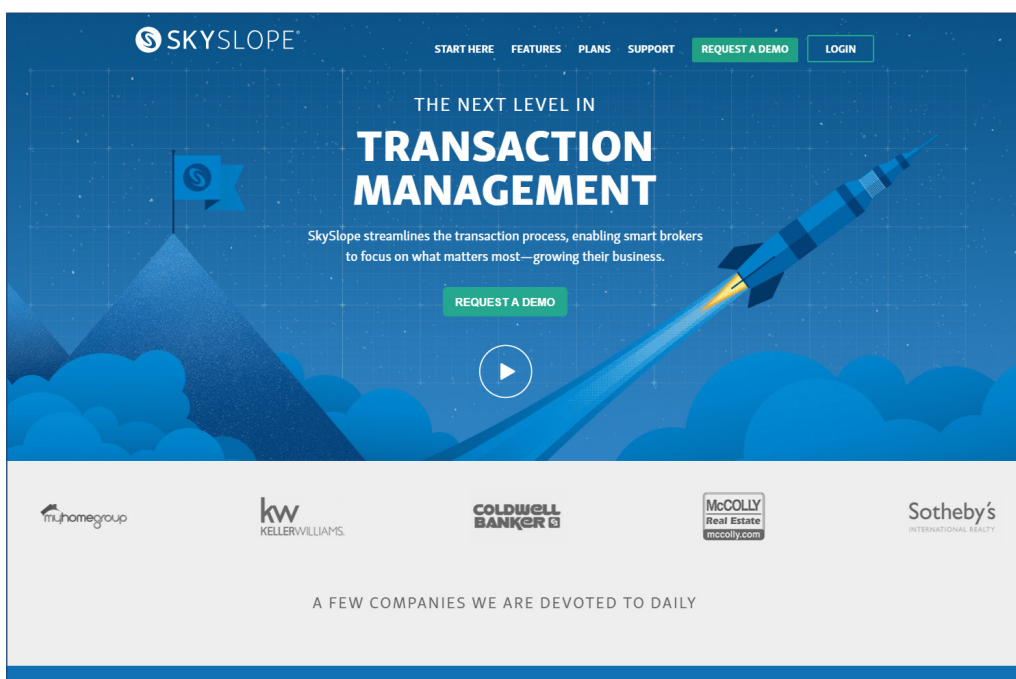 SKYSLOPE®
START HERE FEATURES PLANS SUPPORT REQUEST A DEMO LOGIN
THE NEXT LEVEL IN
TRANSACTION
MANAGEMENT
SkySlope streamlines the transaction process, enabling smart brokers
to focus on what matters most—growing their business.
REQUEST A DEMO
myhomegroup
kw
KELLERWILLIAMS.
COLDWELL
BANKER
McCOLLY
Real Estate
mccolly.com
Sotheby's
INTERNATIONAL REALTY
A FEW COMPANIES WE ARE DEVOTED TO DAILY